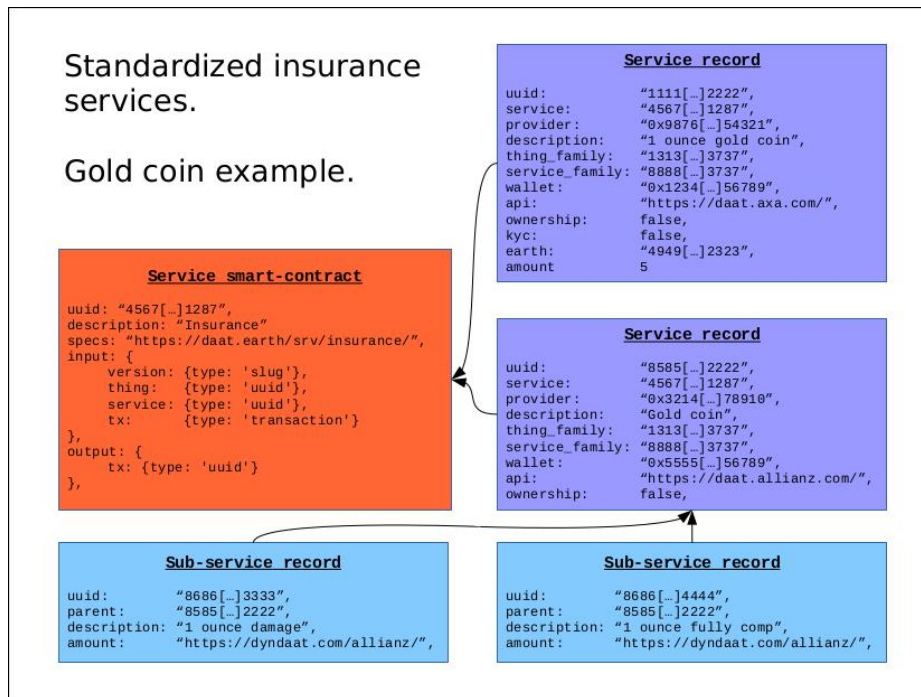 Standardized insurance
services.
Gold coin example.
Service record
uuid: “1111[…]2222”,
service: “4567[…]1287”,
provider: “0x9876[…]54321”,
description: “1 ounce gold coin”,
thing_family: “1313[…]3737”,
service_family: “8888[…]3737”,
wallet: “0x1234[…]56789”,
api: “https://daat.axa.com/”,
ownership: false,
kyc: false,
earth: “4949[…]2323”,
amount 5
Service smart-contract
uuid: “4567[…]1287”,
description: “Insurance”
specs: “https://daat.earth/srv/insurance/”,
input: {
version: {type: 'slug'},
thing: {type: 'uuid'},
service: {type: 'uuid'},
tx: {type: 'transaction'}
},
output: {
tx: {type: 'uuid'}
},
Service record
uuid: “8585[…]2222”,
service: “4567[…]1287”,
provider: “0x3214[…]78910”,
description: “Gold coin”,
thing_family: “1313[…]3737”,
service_family: “8888[…]3737”,
wallet: “0x5555[…]56789”,
api: “https://daat.allianz.com/”,
ownership: false,
Sub-service record
uuid: “8686[…]3333”,
parent: “8585[…]2222”,
description: “1 ounce damage”,
amount: “https://dyndaat.com/allianz/”,
Sub-service record
uuid: “8686[…]4444”,
parent: “8585[…]2222”,
description: “1 ounce fully comp”,
amount: “https://dyndaat.com/allianz/”,